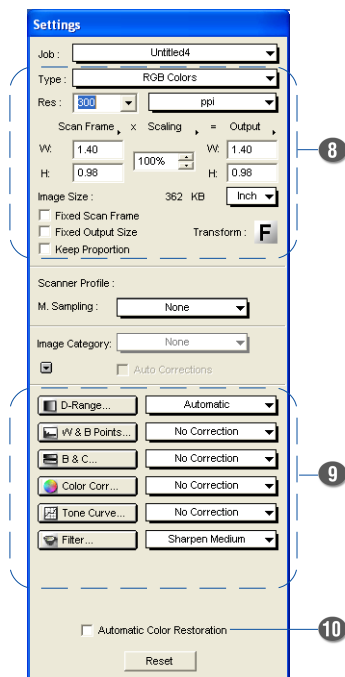 Settings
Job : Untitled4
Type : RGB Colors
Res : 300 ppi
Scan Frame x Scaling = Output
W: 1.40 100% W: 1.40
H: 0.98 H: 0.98
Image Size : 362 KB Inch
Fixed Scan Frame
Fixed Output Size Transform : F
Keep Proportion
8
Scanner Profile :
M. Sampling : None
Image Category: None
Auto Corrections
D-Range... Automatic
W & B Points... No Correction
B & C... No Correction
Color Corr... No Correction
Tone Curve... No Correction
Filter... Sharpen Medium
9
Automatic Color Restoration 10
Reset